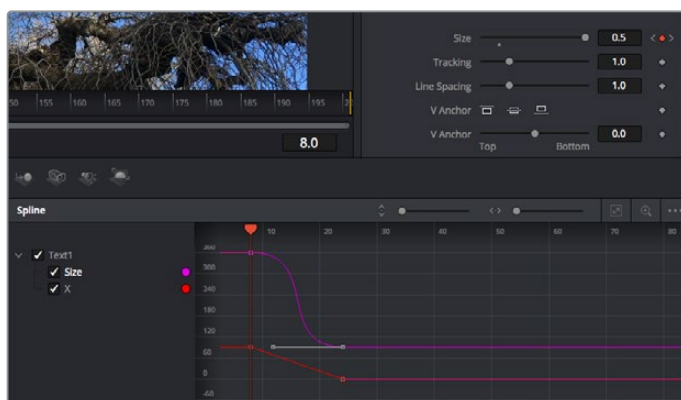 Size 0.5
Tracking 1.0
Line Spacing 1.0
V Anchor
V Anchor 0.0
Top Bottom
155 160 165 170 175 180 185 190 195
8.0
Spline
10 20 30 40 50 60 70 80
Text1
Size
X
360
300
240
180
120
60
0
-60